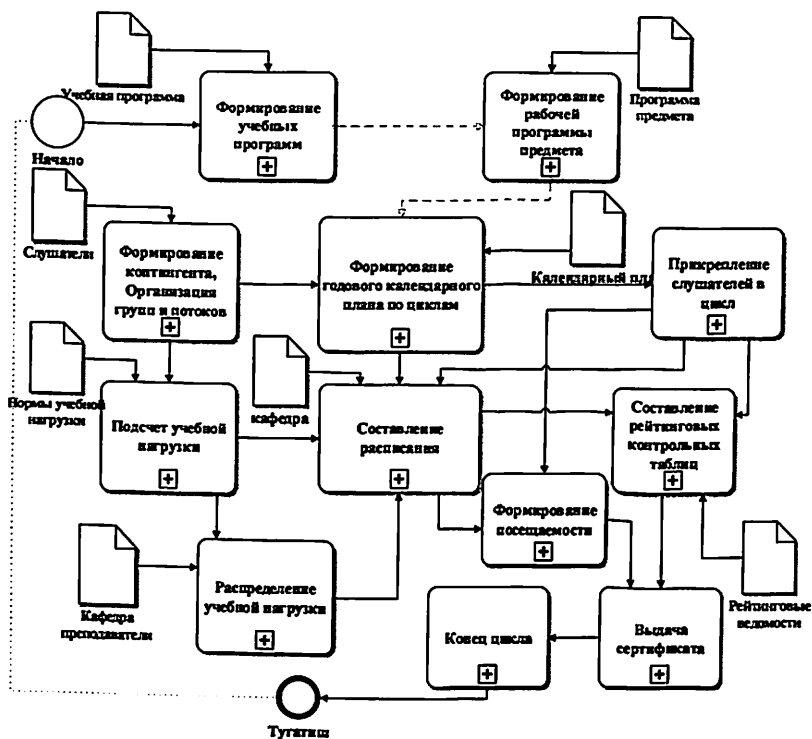 Учебная программа
Формирование
учебных
программ
Формирование
рабочей
программы
предмета
Программа
предмета
Начало
Слушатели
Формирование
контингента,
Организация
групп и потоков
Формирование
годового календарного
плана по циклам
Календарный пла
Прикрепление
слушателей в
цикл
Нормы учебной
нагрузки
Подсчет учебной
нагрузки
кафедра
Составление
расписания
Составление
рейтинговых
контрольных
таблиц
Формирование
посещаемости
Кафедра
преподаватели
Распределение
учебной нагрузки
Конец цикла
Выдача
сертификата
Рейтинговые
ведомости
Тугатиш